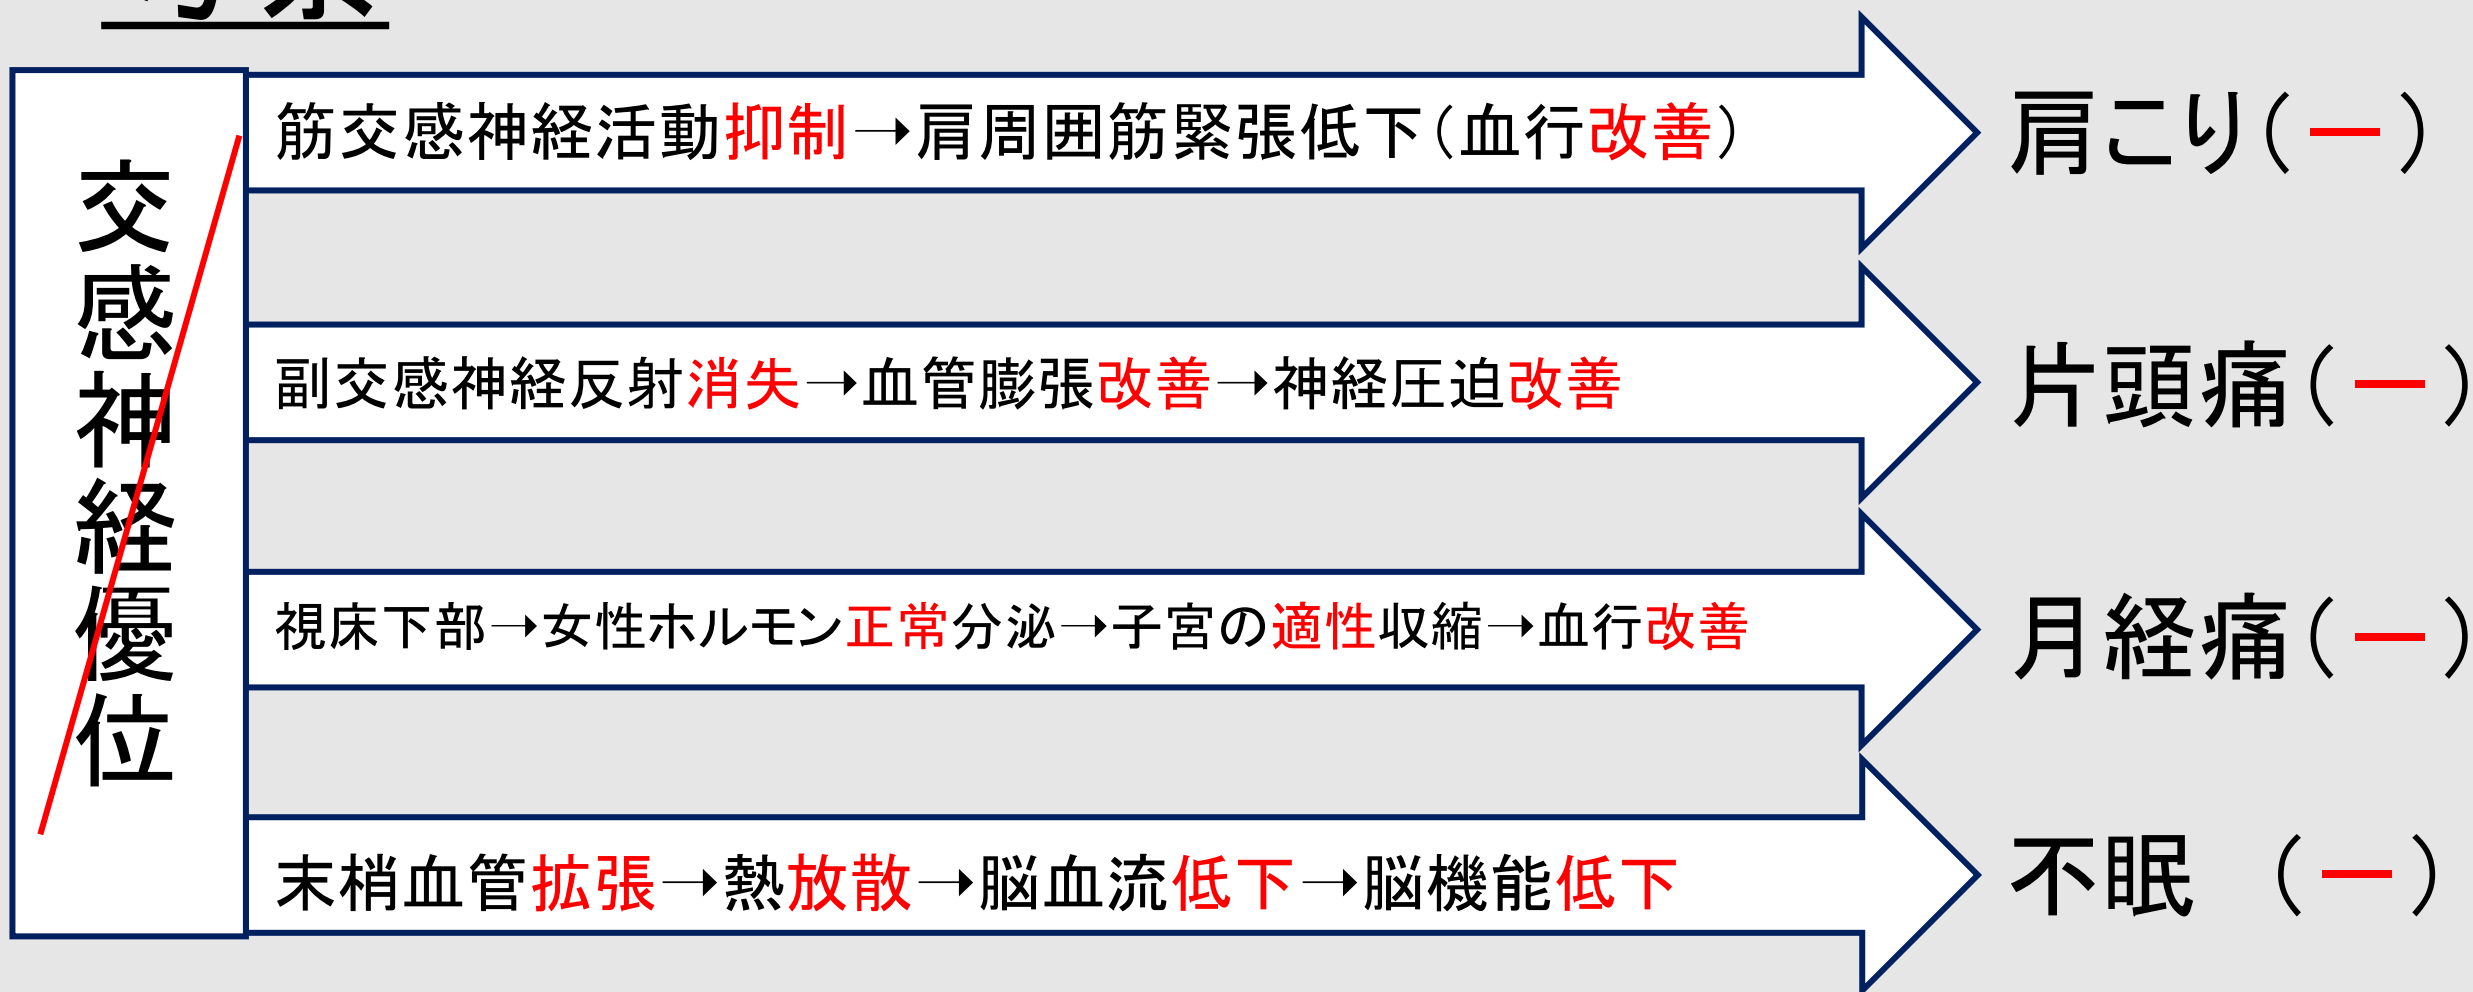 交感神経優位
筋交感神経活動抑制→肩周囲筋緊張低下(血行改善)
肩こり(ー)
副交感神経反射消失→血管膨張改善→神経圧迫改善
片頭痛(ー)
視床下部→女性ホルモン正常分泌→子宮の適性収縮→血行改善
月経痛(ー)
末梢血管拡張→熱放散→脳血流低下→脳機能低下
不眠 (ー)